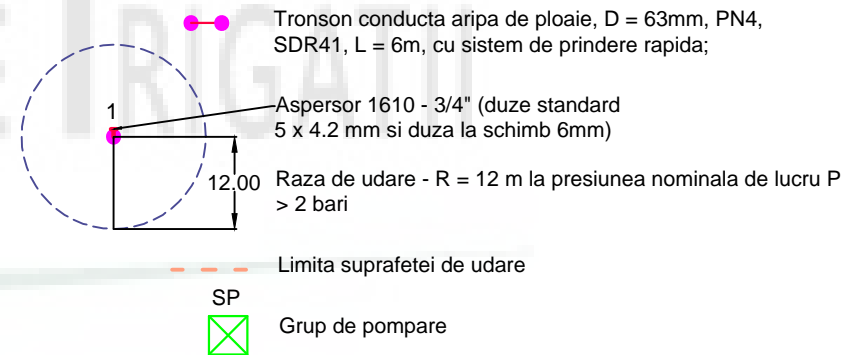 E IRIGATII
Tronson conducta aripa de ploaie, D = 63mm, PN4,
SDR41, L = 6m, cu sistem de prindere rapida;
1
Aspersor 1610 - 3/4" (duze standard
5 x 4.2 mm si duza la schimb 6mm)
12.00
Raza de udare - R = 12 m la presiunea nominala de lucru P
> 2 bari
Limita suprafetei de udare
SP
Grup de pompare